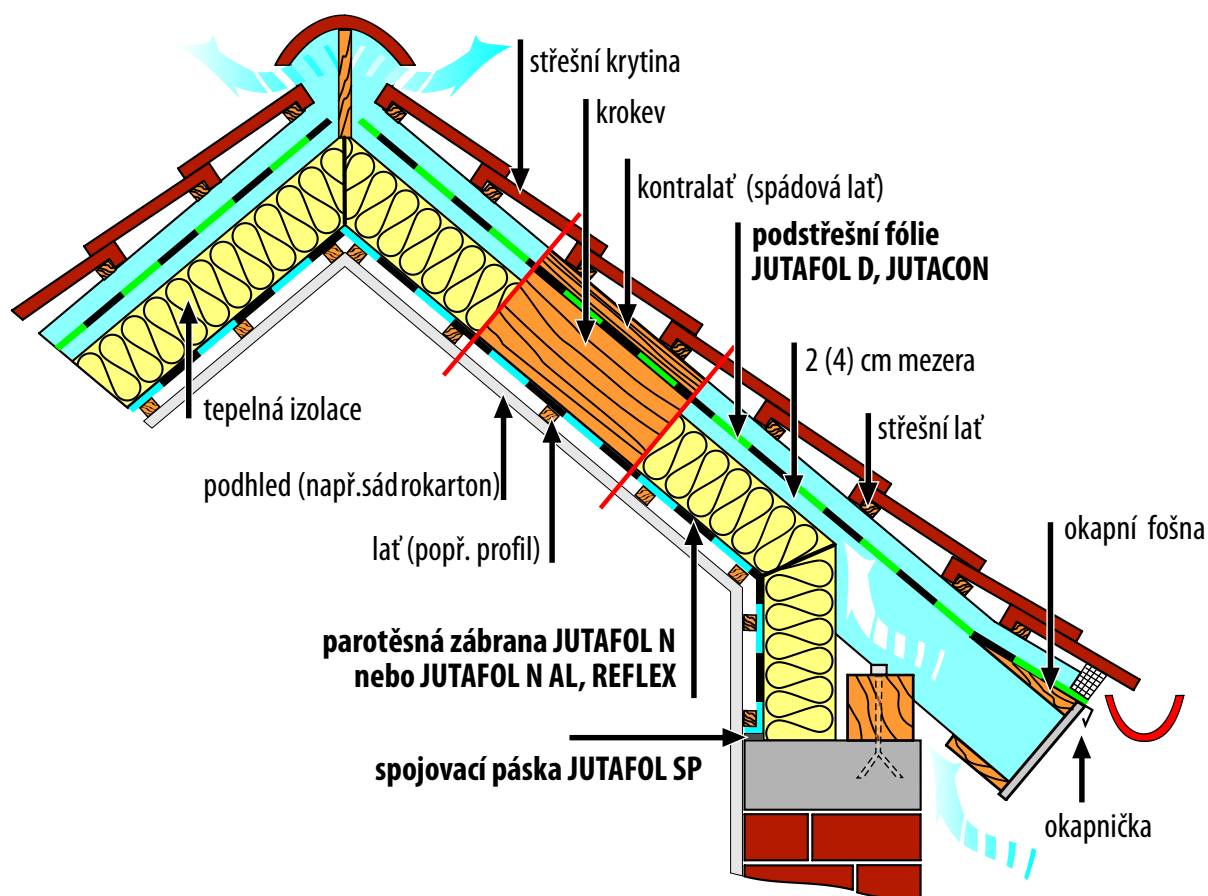 střešní krytina
krokev
kontralať (spádová lať)
podstřešní fólie
JUTAFOL D, JUTACON
2 (4) cm mezera
střešní lať
tepelná izolace
podhled (např.sádrokarton)
lať (popř. profil)
okapní fošna
parotěsná zábrana JUTAFOL N
nebo JUTAFOL N AL, REFLEX
spojovací páska JUTAFOL SP
okapnička